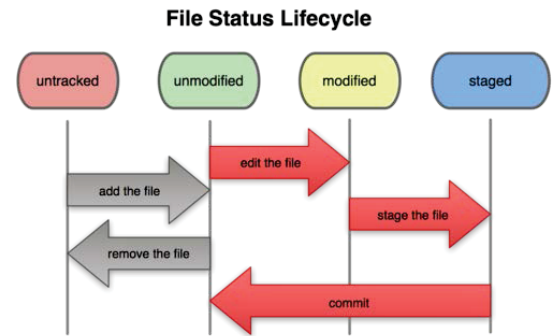 File Status Lifecycle
untracked
unmodified
modified
staged
edit the file
add the file
stage the file
remove the file
commit